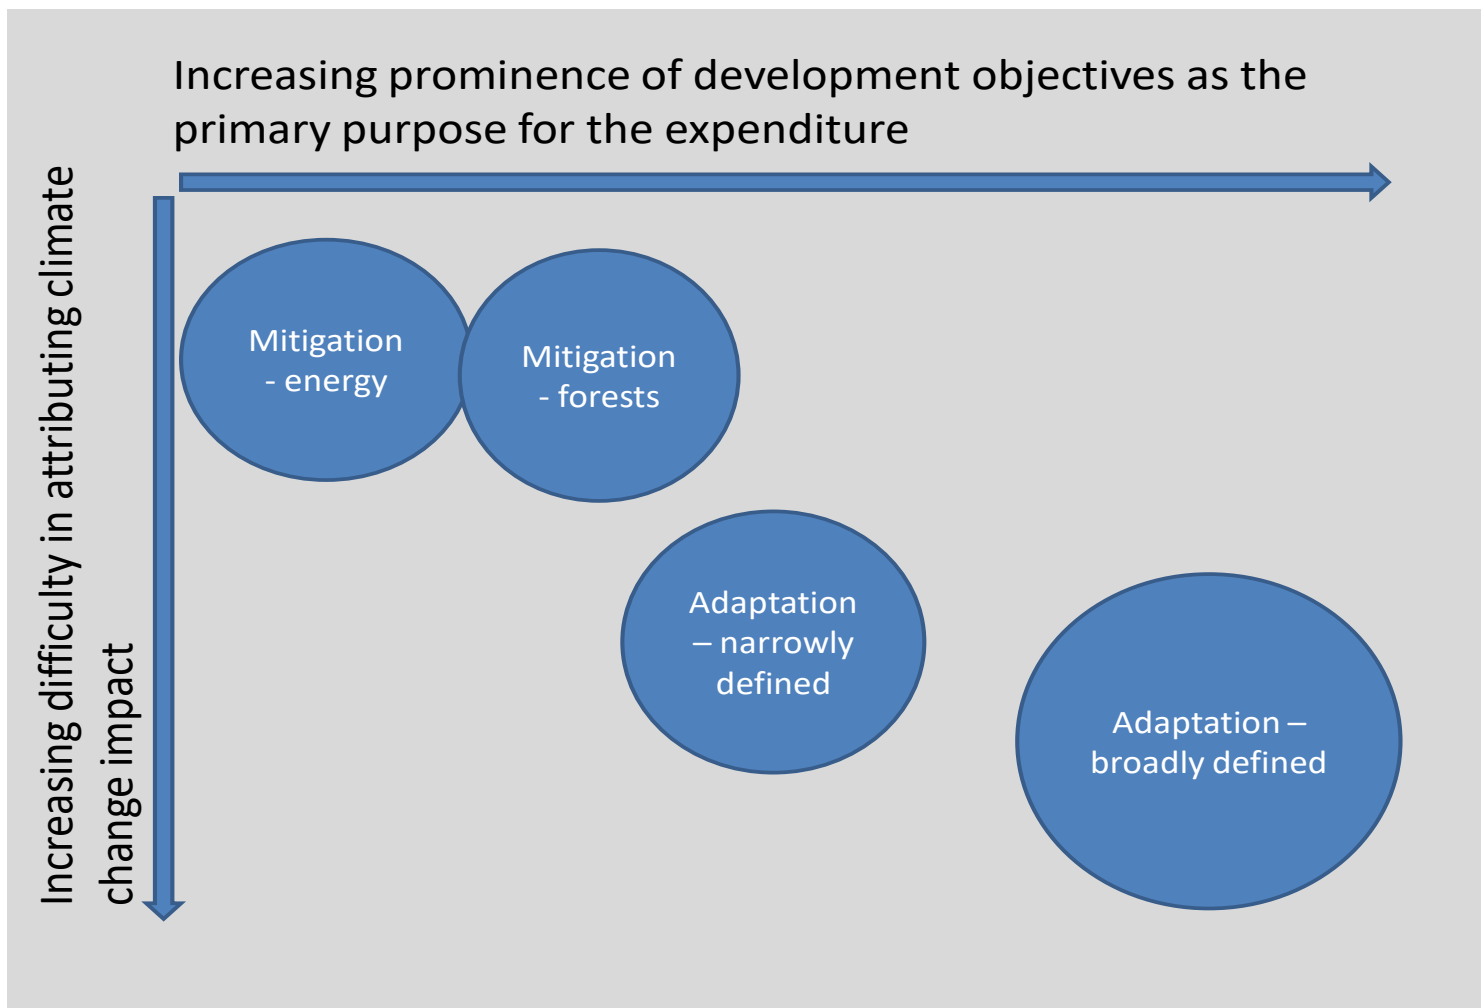 Increasing prominence of development objectives as the
primary purpose for the expenditure
Increasing difficulty in attributing climate
change impact
Mitigation
- energy
Mitigation
- forests
Adaptation
– narrowly
defined
Adaptation –
broadly defined